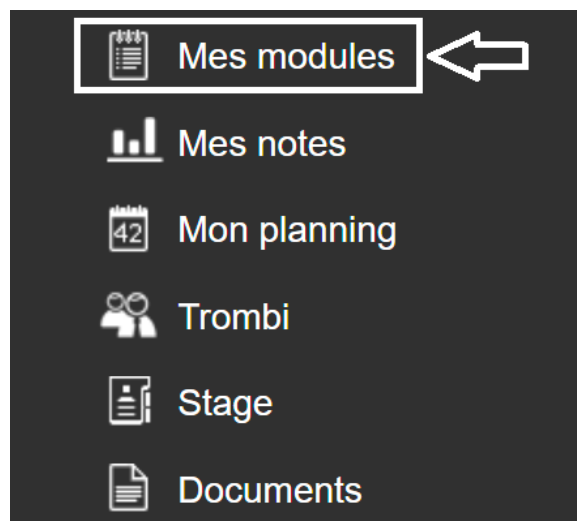 Mes modules
Mes notes
42
Mon planning
Trombi
Stage
Documents